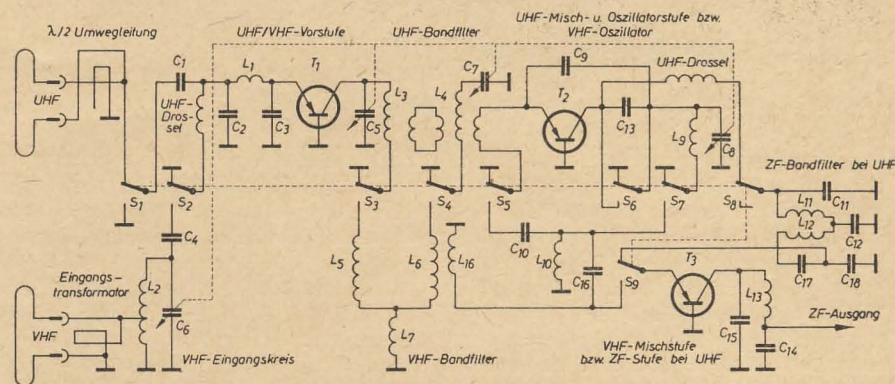 λ/2 Umwegleitung
UHF/VHF-Vorstufe
UHF-Bandfilter
UHF-Misch- u. Oszillatorstufe bzw.
VHF-Oszillator
C1
L1
T1
L3
L4
C7
C9
T2
UHF-Drossel
UHF
UHF-
Dros-
sel
C2
C3
C5
C13
L9
C8
ZF-Bandfilter bei UHF
S1
S2
S3
S4
S5
S6
S7
S8
L11
C11
L12
C12
C4
C10
L10
C16
S9
T3
C17
C18
Eingangs-
transformator
L2
C6
L5
L6
L16
L13
ZF-Ausgang
VHF
VHF-Eingangskreis
L7
VHF-Bandfilter
VHF-Mischstufe
bzw. ZF-Stufe bei UHF
C15
C14